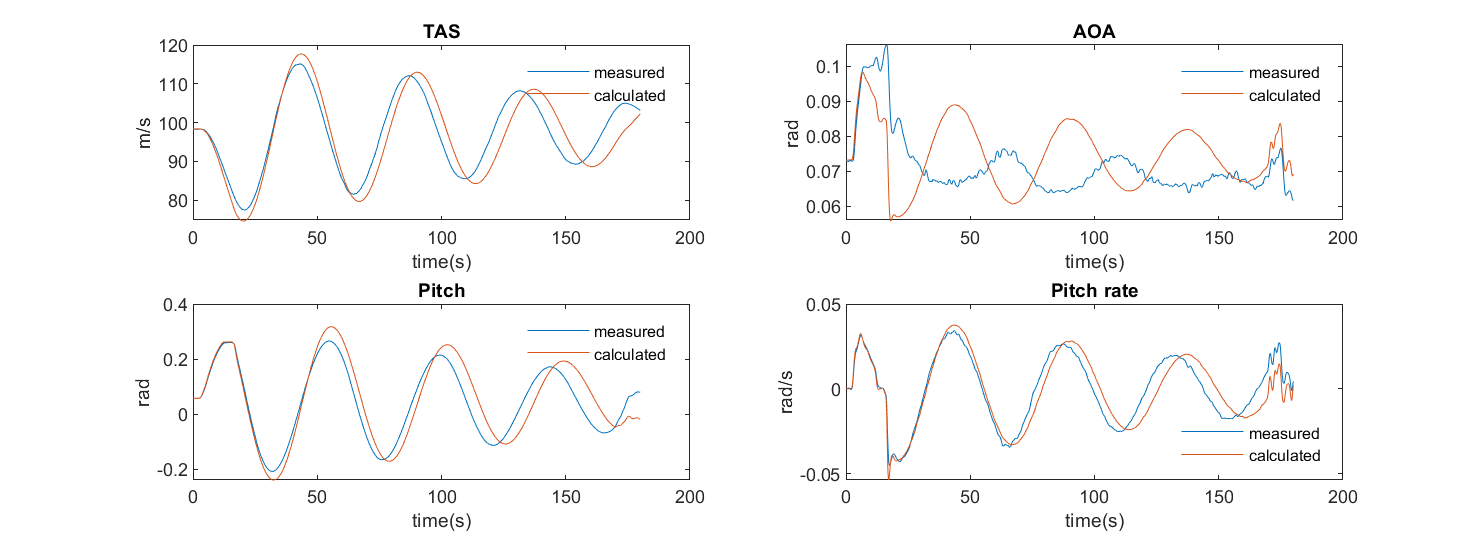 TAS
120
110
100
90
80
m/s
measured
calculated
0 50 100 150 200
time(s)
AOA
0.1
0.09
0.08
0.07
0.06
rad
measured
calculated
0 50 100 150 200
time(s)
Pitch
0.4
0.2
0
-0.2
rad
measured
calculated
0 50 100 150 200
time(s)
Pitch rate
0.05
0
-0.05
rad/s
measured
calculated
0 50 100 150 200
time(s)